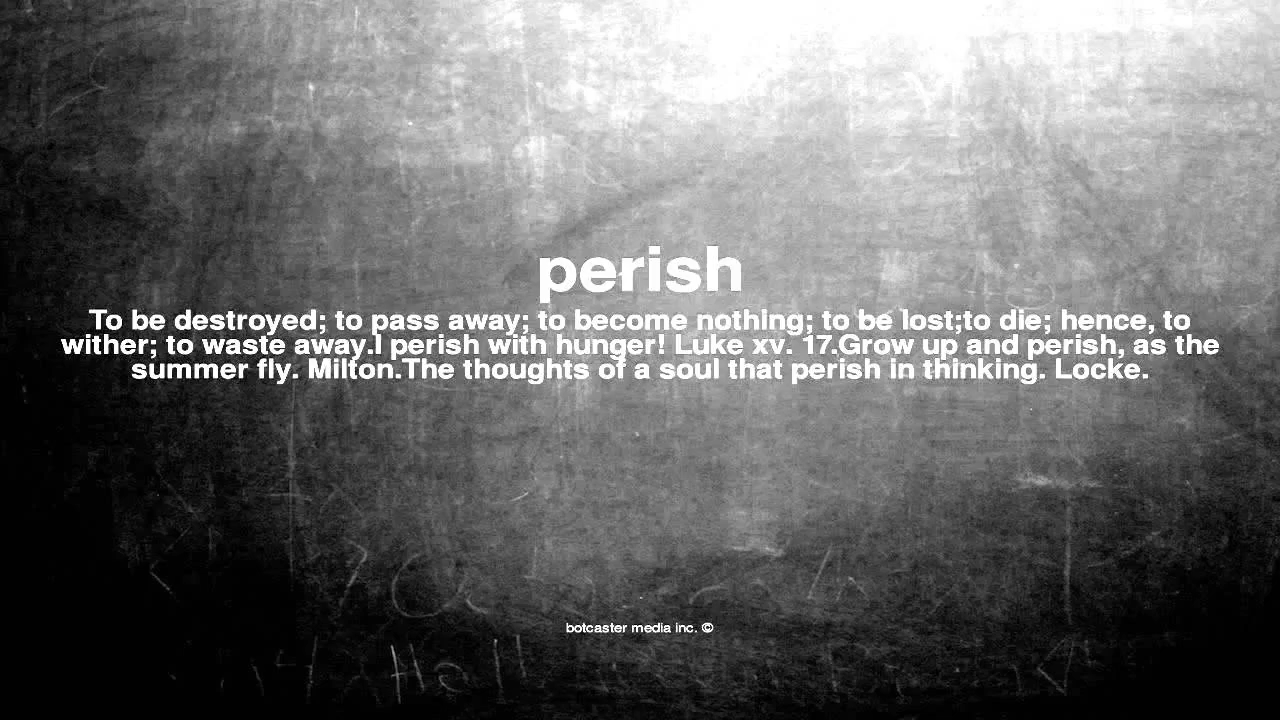 perish
To be destroyed; to pass away; to become nothing; to be lost;to die; hence, to
wither; to waste away.I perish with hunger! Luke xv. 17.Grow up and perish, as the
summer fly. Milton.The thoughts of a soul that perish in thinking. Locke.
botcaster media inc. ©